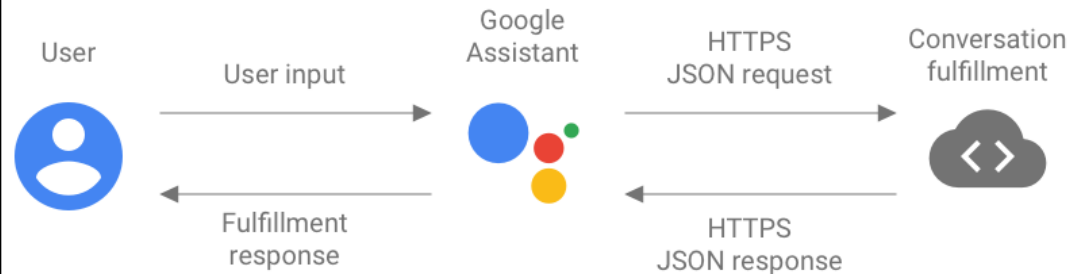 User
User input
Google
Assistant
HTTPS
JSON request
Conversation
fulfillment
Fulfillment
response
HTTPS
JSON response